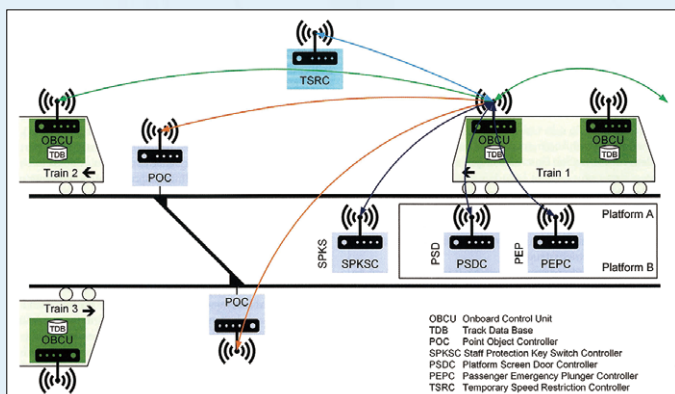 TSRC
OBCU
TDB
Train 2
POC
OBCU
TDB
OBCU
TDB
Train 1
SPKS
SPKSC
PSD
PSDC
PEP
PEPC
Platform A
Platform B
Train 3
TDB
OBCU
POC
OBCU Onboard Control Unit
TDB Track Data Base
POC Point Object Controller
SPKSC Staff Protection Key Switch Controller
PSDC Platform Screen Door Controller
PEPC Passenger Emergency Plunger Controller
TSRC Temporary Speed Restriction Controller